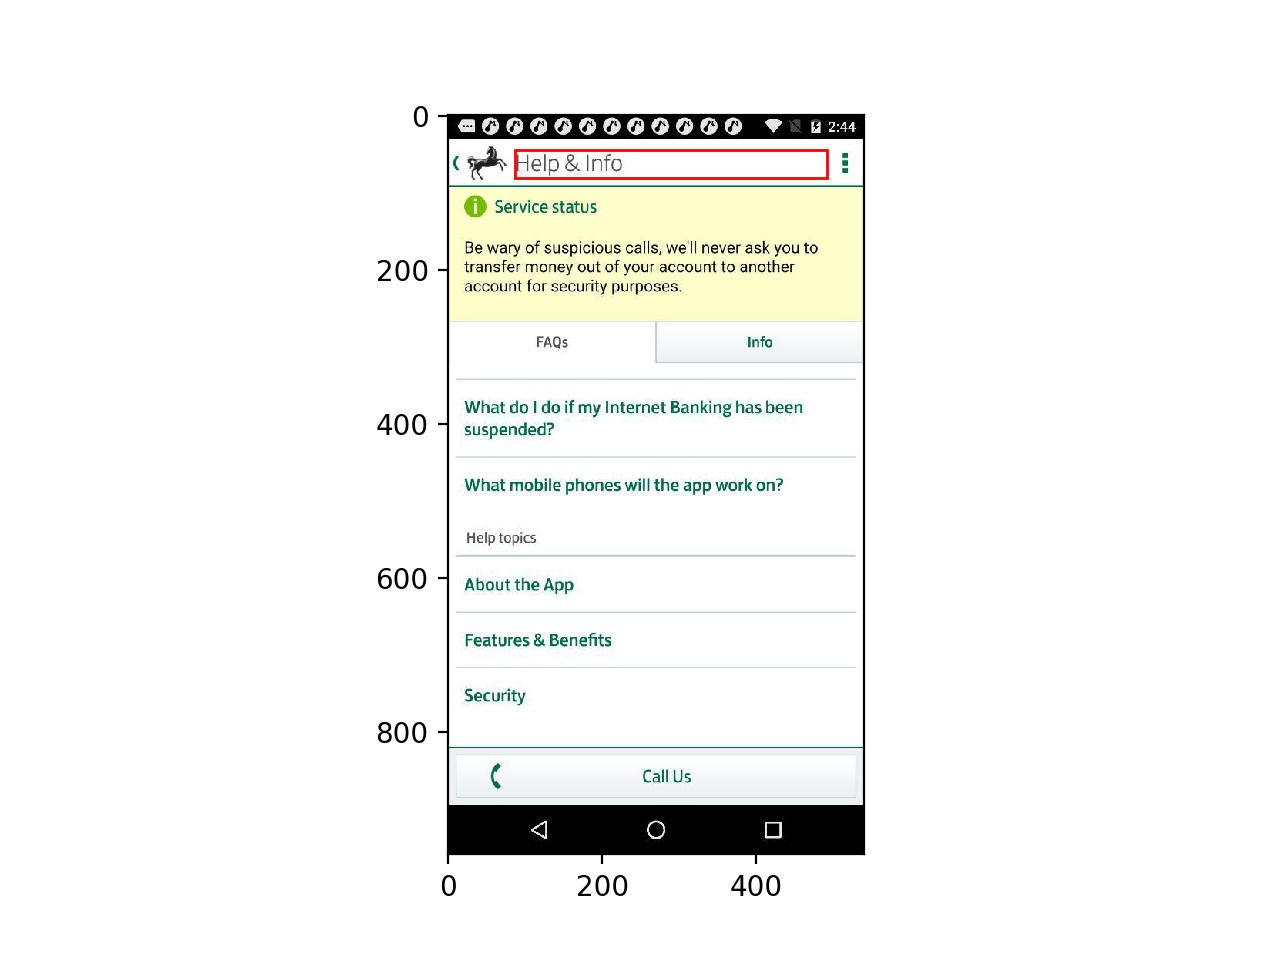 0
200
400
600
800
2:44
Help & Info
Service status
Be wary of suspicious calls, we'll never ask you to
transfer money out of your account to another
account for security purposes.
FAQs
Info
What do I do if my Internet Banking has been
suspended?
What mobile phones will the app work on?
Help topics
About the App
Features & Benefits
Security
Call Us
0
200
400